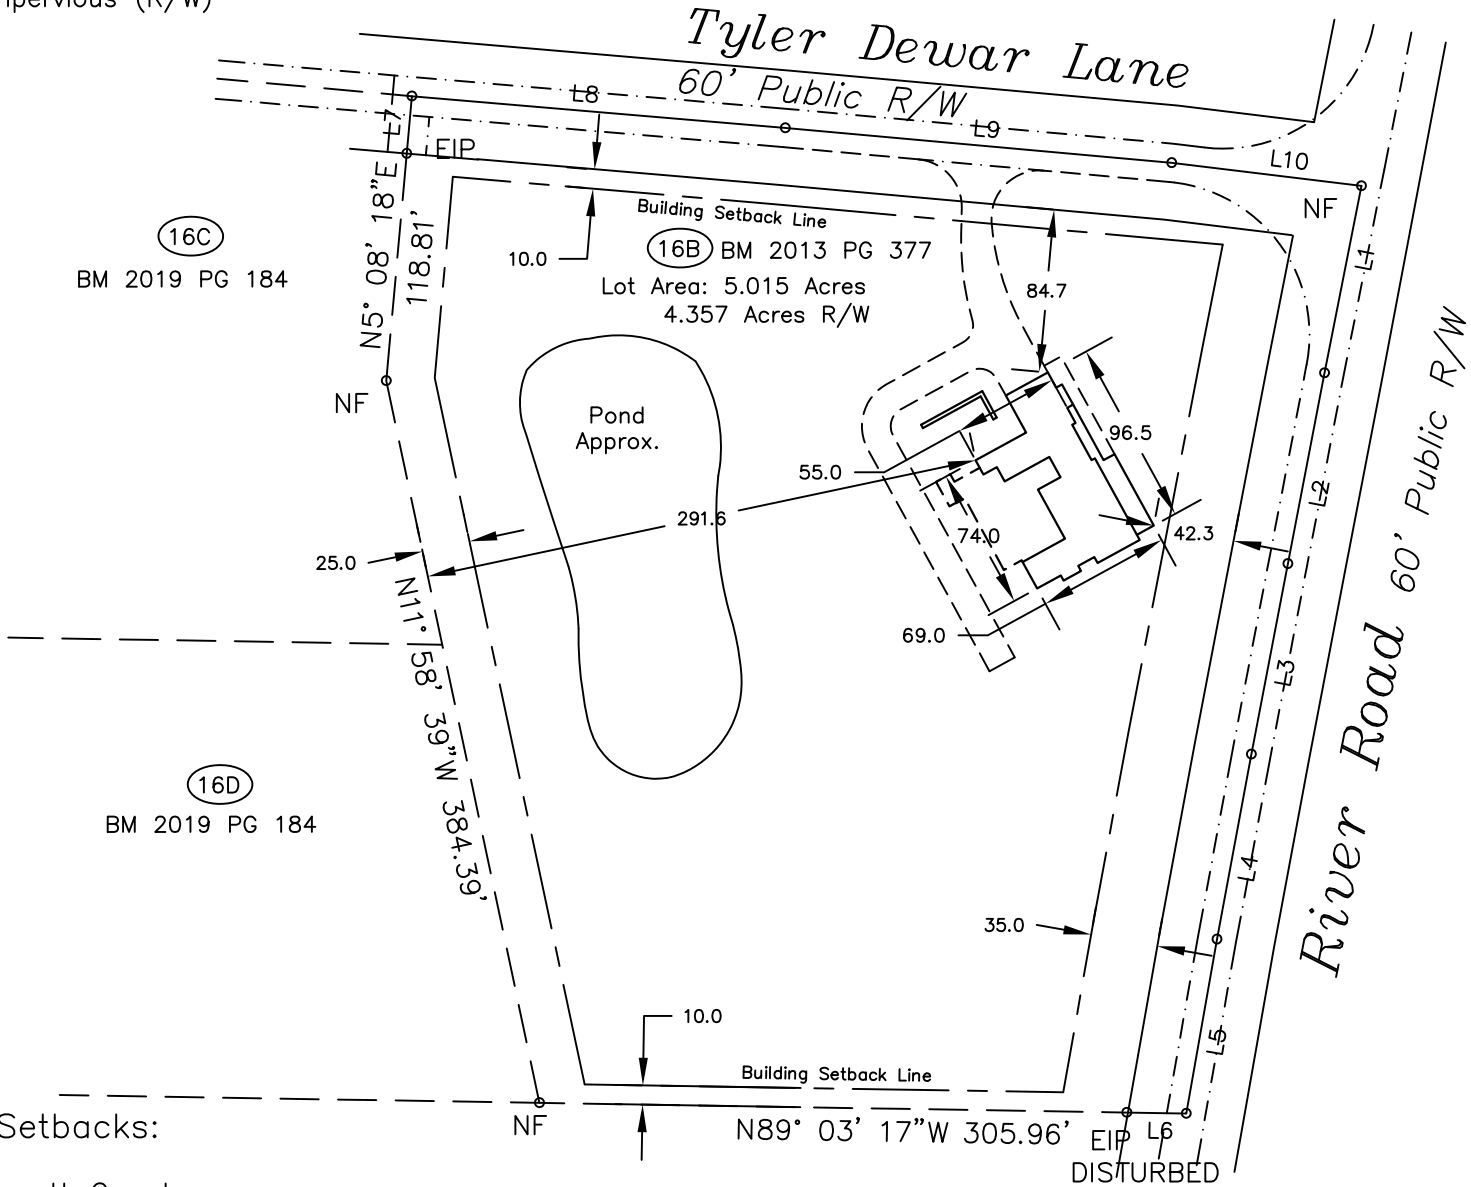 Impervious (R/W)
Tyler Dewar Lane
60' Public R/W
L8
L9
L10
L7
EIP
NF
Building Setback Line
10.0
16B BM 2013 PG 377
Lot Area: 5.015 Acres
4.357 Acres R/W
16C
BM 2019 PG 184
N5° 08' 18"E
118.81'
L1
84.7
NF
Pond
Approx.
96.5
55.0
291.6
74.0
42.3
L2
25.0
69.0
N11° 58' 39"W 384.39'
L3
River Road 60' Public R/W
16D
BM 2019 PG 184
L4
35.0
10.0
L5
Building Setback Line
Setbacks:
NF
N89° 03' 17"W 305.96'
EIP
L6
DISTURBED